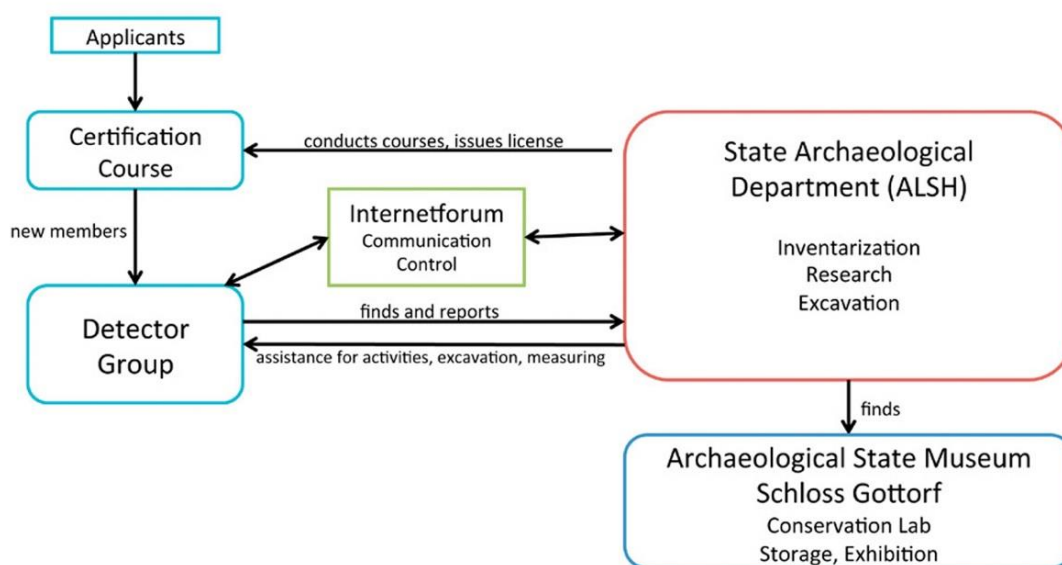 Applicants
Certification
Course
conducts courses, issues license
State Archaeological
Department (ALSH)
Inventarization
Research
Excavation
new members
Internetforum
Communication
Control
Detector
Group
finds and reports
assistance for activities, excavation, measuring
finds
Archaeological State Museum
Schloss Gottorf
Conservation Lab
Storage, Exhibition